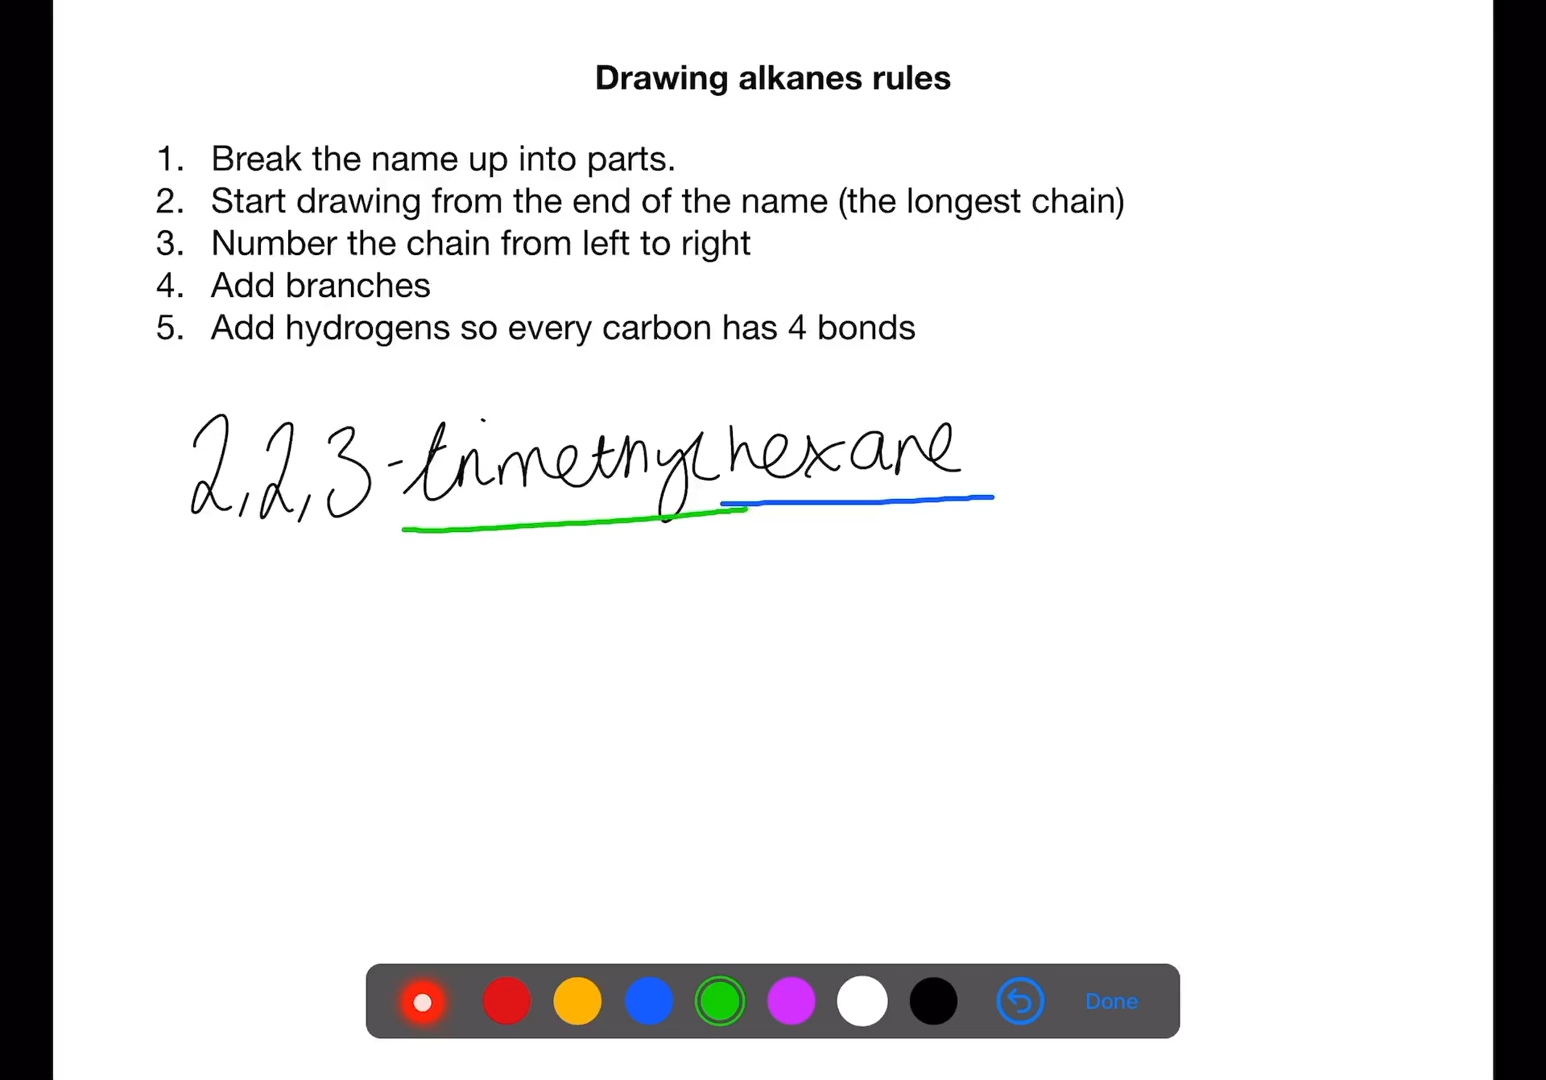 Drawing alkanes rules
1. Break the name up into parts.
2. Start drawing from the end of the name (the longest chain)
3. Number the chain from left to right
4. Add branches
5. Add hydrogens so every carbon has 4 bonds
2,2,3-trimethylhexane
Done